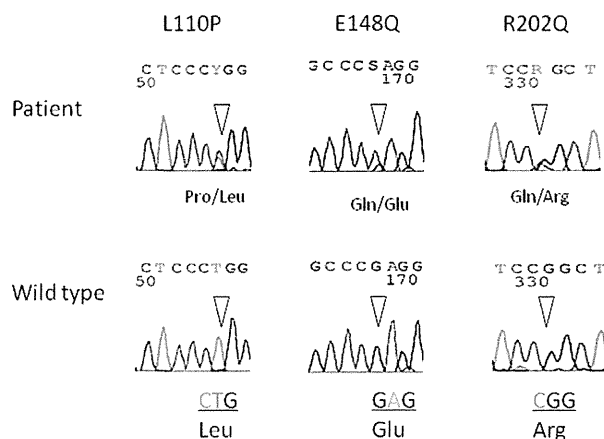 L110P E148Q R202Q
C T C C C Y G G G C C C S A G G T C C R G C T
50 170 330
Patient
Pro/Leu Gln/Glu Gln/Arg
C T C C C T G G G C C C G A G G T C C G G C T
50 170 330
Wild type
CTG GAG CGG
Leu Glu Arg